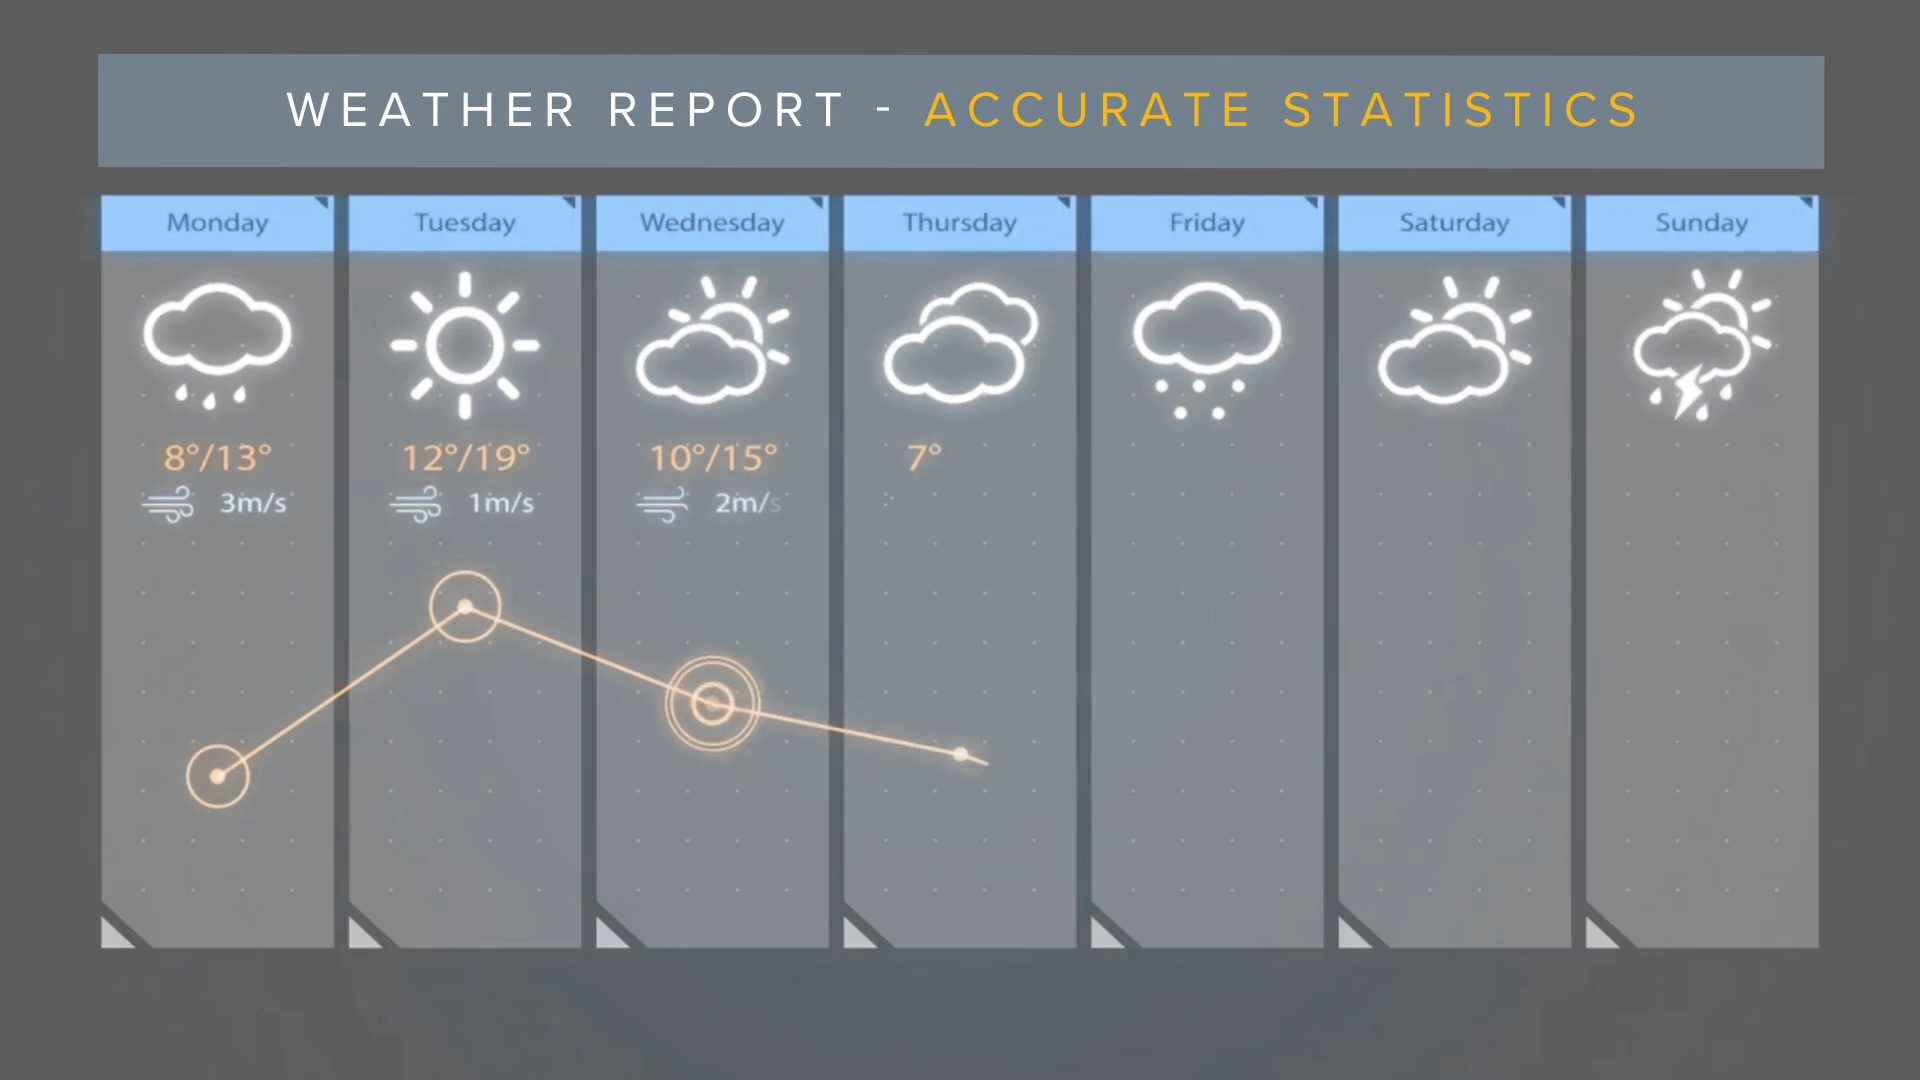 WEATHER REPORT - ACCURATE STATISTICS
Monday Tuesday Wednesday Thursday Friday Saturday Sunday
8°/13° 12°/19° 10°/15° 7°
3m/s 1m/s 2m/s